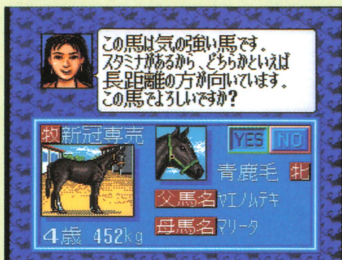 この馬は気の強い馬です。
スタミナがあるから、どちらかといえば
長距離の方が向いています。
この馬でよろしいですか?
牧 新冠専売
YES NO
青鹿毛 牝
父馬名 ヤエノムテキ
母馬名 マリータ
4歳 452kg